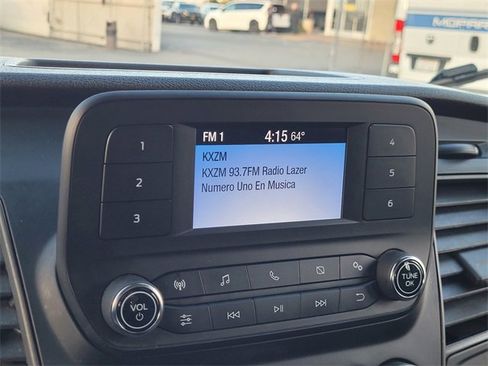 MOPAR
FM 1 4:15 64°
KXZM
KXZM 93.7FM Radio Lazer
Numero Uno En Musica
1
2
3
4
5
6
VOL
TUNE
OK